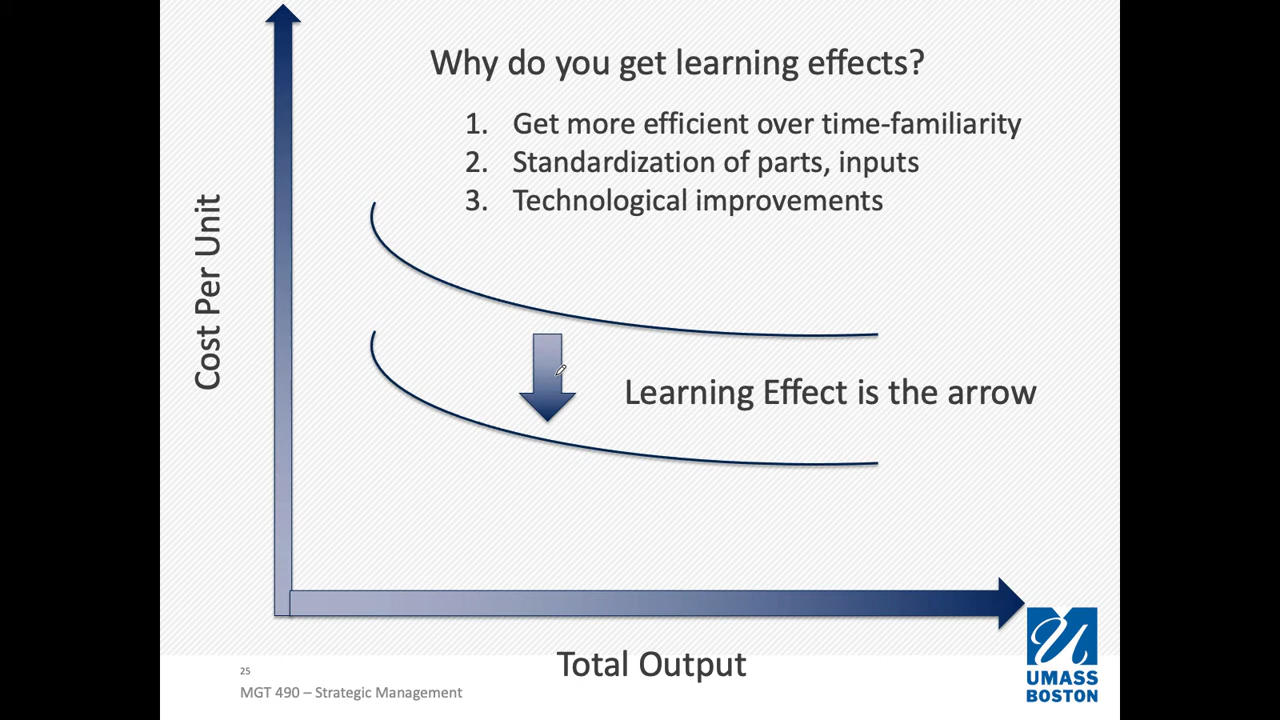 Why do you get learning effects?
1. Get more efficient over time-familiarity
2. Standardization of parts, inputs
3. Technological improvements
Cost Per Unit
Learning Effect is the arrow
Total Output
25
MGT 490 – Strategic Management
UMASS
BOSTON